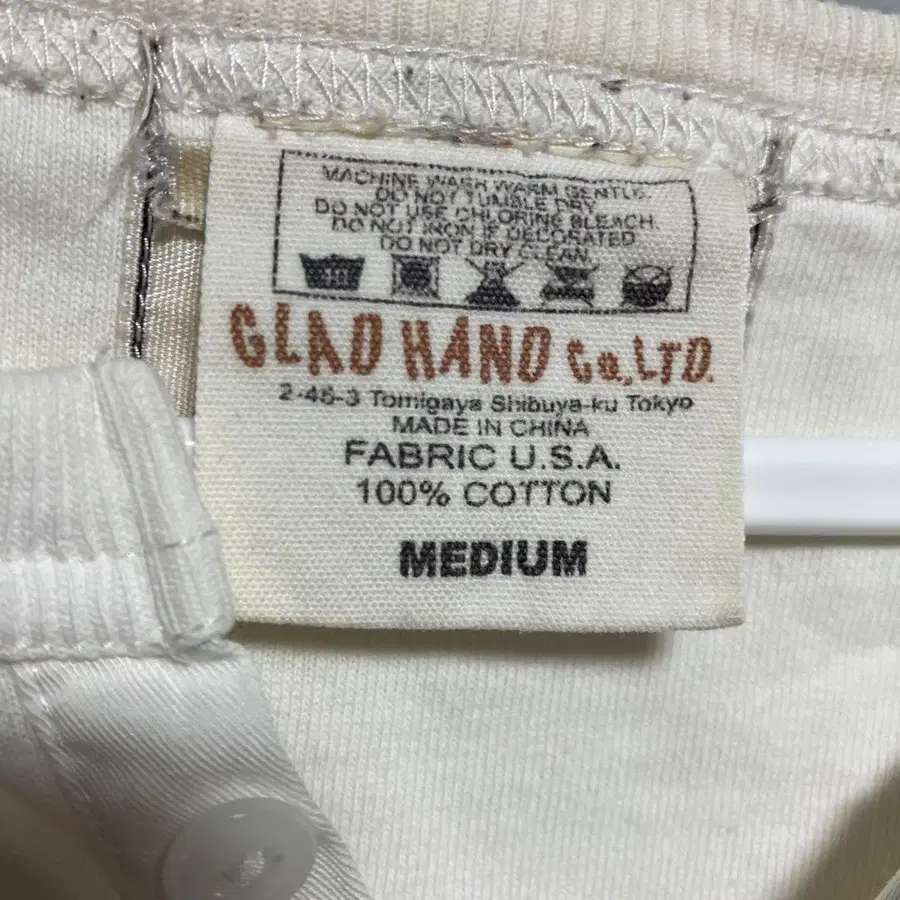 MACHINE WASH WARM GENTLE.
DO NOT TUMBLE DRY
DO NOT USE CHLORINE BLEACH.
DO NOT IRON IF DECORATED
DO NOT DRY CLEAN.
40
GLAD HAND Co.,LTD.
2-45-3 Tomigaya Shibuya-ku Tokyo
MADE IN CHINA
FABRIC U.S.A.
100% COTTON
MEDIUM